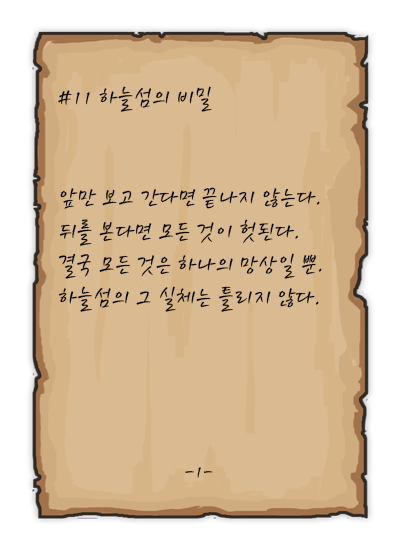 #11 하늘섬의 비밀
앞만 보고 간다면 끝나지 않는다.
뒤를 본다면 모든 것이 헛된다.
결국 모든 것은 하나의 망상일 뿐.
하늘섬의 그 실체는 틀리지 않다.
-1-